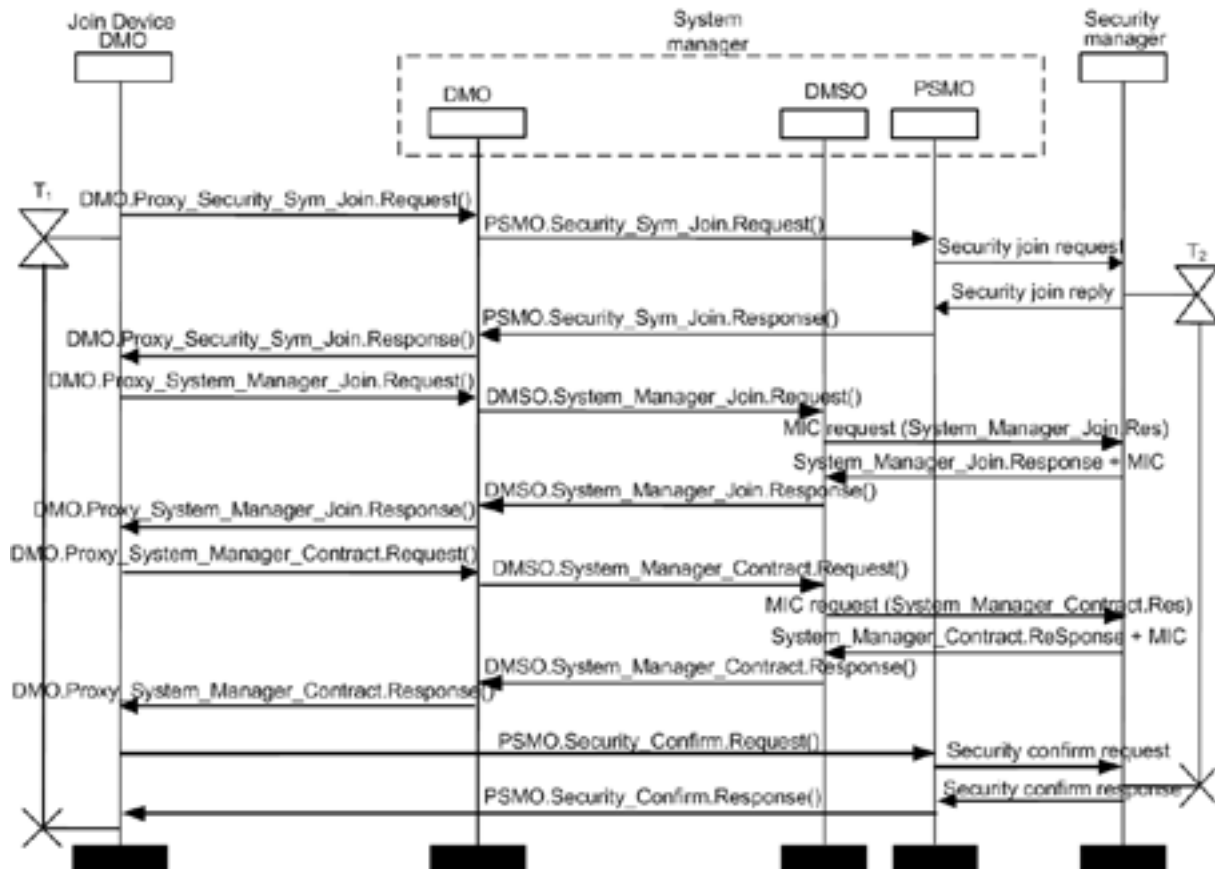 Join Device
DMO
System
manager
Security
manager
DMO
DMSO
PSMO
T1
DMO.Proxy_Security_Sym_Join.Request()
PSMO.Security_Sym_Join.Request()
Security join request
T2
Security join reply
PSMO.Security_Sym_Join.Response()
DMO.Proxy_Security_Sym_Join.Response()
DMO.Proxy_System_Manager_Join.Request()
DMSO.System_Manager_Join.Request()
MIC request (System_Manager_Join.Res)
System_Manager_Join.Response + MIC
DMSO.System_Manager_Join.Response()
DMO.Proxy_System_Manager_Join.Response()
DMO.Proxy_System_Manager_Contract.Request()
DMSO.System_Manager_Contract.Request()
MIC request (System_Manager_Contract.Res)
System_Manager_Contract.ReSponse + MIC
DMSO.System_Manager_Contract.Response()
DMO.Proxy_System_Manager_Contract.Response()
PSMO.Security_Confirm.Request()
Security confirm request
Security confirm response
PSMO.Security_Confirm.Response()